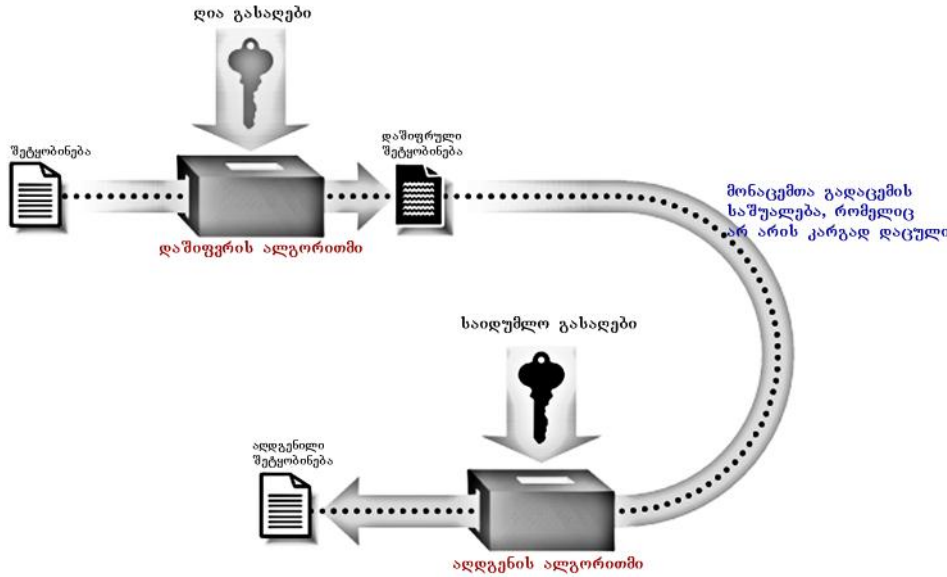 ღია გასაღები
შეტყობინება
დაშიფრული
შეტყობინება
დაშიფვრის ალგორითმი
მონაცემთა გადაცემის
საშუალება, რომელიც
არ არის კარგად დაცული
საიდუმლო გასაღები
აღდგენილი
შეტყობინება
აღდგენის ალგორითმი